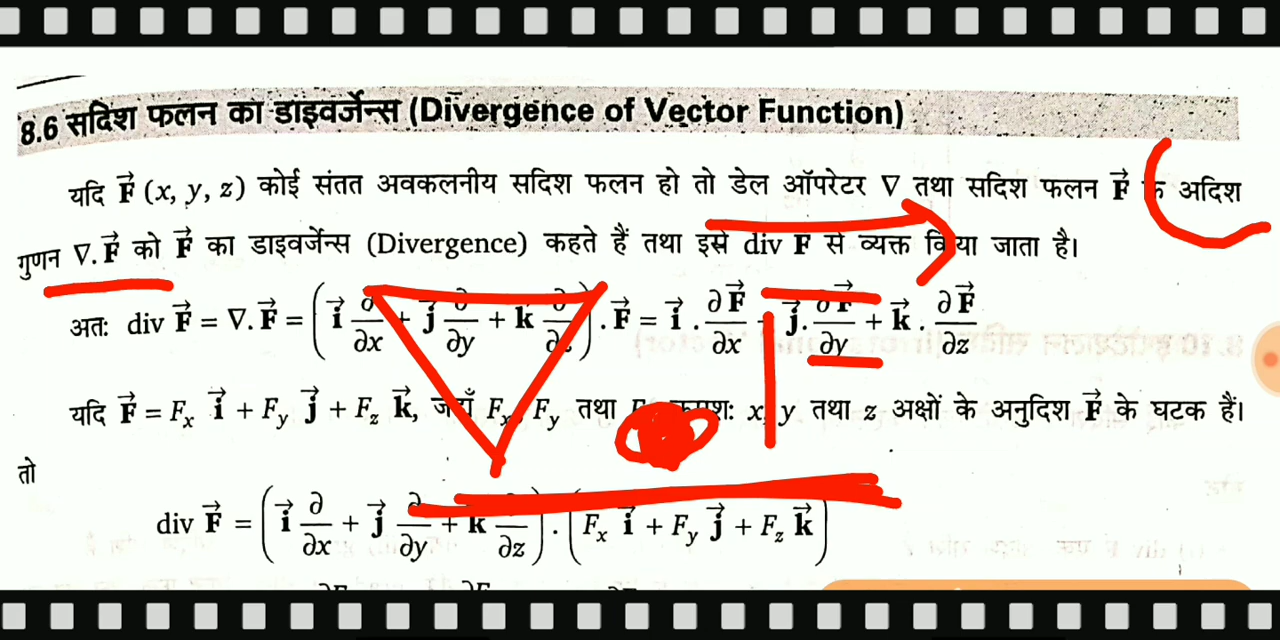 8.6 सदिश फलन का डाइवर्जेन्स (Divergence of Vector Function)
यदि F⃗ (x, y, z) कोई संतत अवकलनीय सदिश फलन हो तो डेल ऑपरेटर ∇ तथा सदिश फलन F⃗ के अदिश
गुणन ∇.F⃗ को F⃗ का डाइवर्जेन्स (Divergence) कहते हैं तथा इसे div F से व्यक्त किया जाता है।
अतः div F⃗ = ∇.F⃗ = (i⃗ ∂/∂x + j⃗ ∂/∂y + k⃗ ∂/∂z) . F⃗ = i⃗ . ∂F⃗/∂x + j⃗ . ∂F⃗/∂y + k⃗ . ∂F⃗/∂z
यदि F⃗ = Fx i⃗ + Fy j⃗ + Fz k⃗, जहाँ Fx, Fy तथा क्रमश: x, y तथा z अक्षों के अनुदिश F⃗ के घटक हैं।
तो
div F⃗ = (i⃗ ∂/∂x + j⃗ ∂/∂y + k⃗ ∂/∂z) . (Fx i⃗ + Fy j⃗ + Fz k⃗)